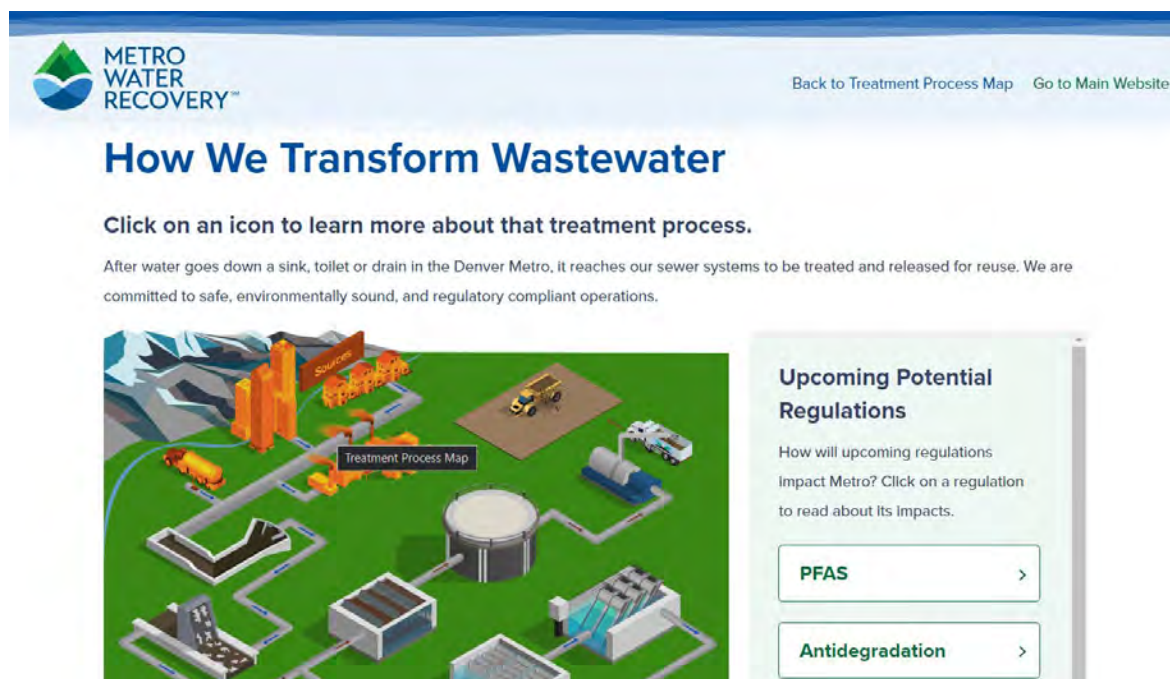 METRO
WATER
RECOVERY℠
Back to Treatment Process Map Go to Main Website
How We Transform Wastewater
Click on an icon to learn more about that treatment process.
After water goes down a sink, toilet or drain in the Denver Metro, it reaches our sewer systems to be treated and released for reuse. We are
committed to safe, environmentally sound, and regulatory compliant operations.
Sources
Treatment Process Map
Upcoming Potential
Regulations
How will upcoming regulations
impact Metro? Click on a regulation
to read about its impacts.
PFAS
Antidegradation